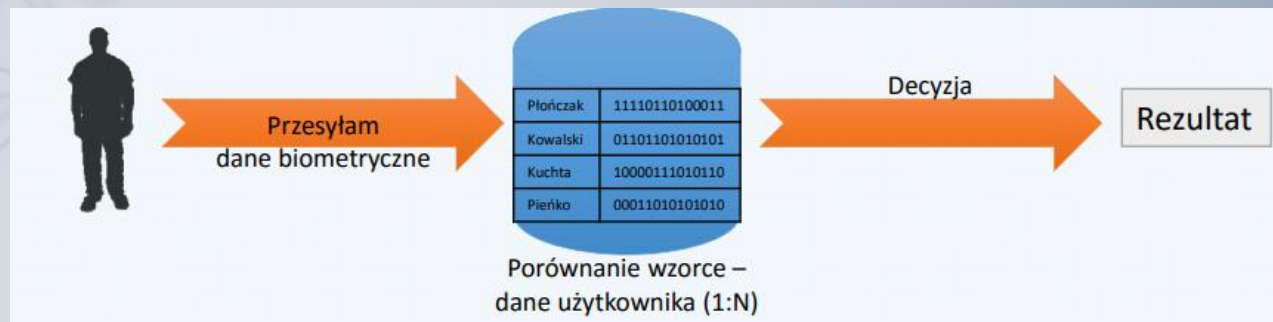 Przesyłam
dane biometryczne
Płończak 11110110100011
Kowalski 01101101010101
Kuchta 10000111010110
Pieńko 00011010101010
Porównanie wzorce –
dane użytkownika (1:N)
Decyzja
Rezultat